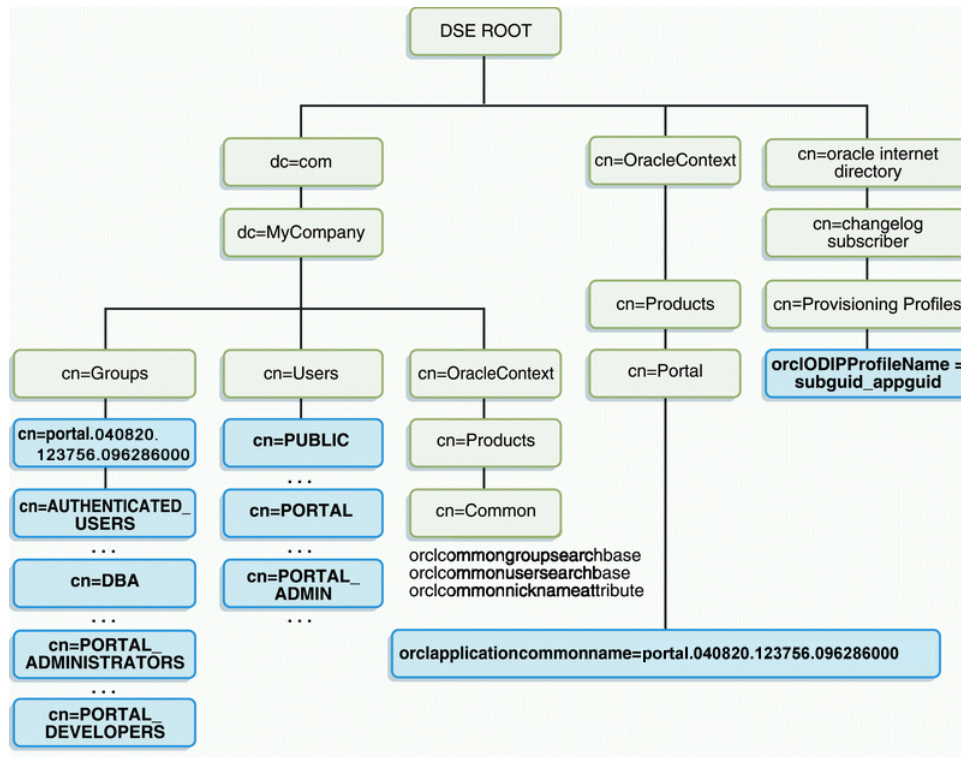 DSE ROOT
dc=com
cn=OracleContext
cn=oracle internet
directory
dc=MyCompany
cn=changelog
subscriber
cn=Products
cn=Provisioning Profiles
cn=Groups
cn=Users
cn=OracleContext
cn=Portal
orclODIPProfileName =
subguid_appguid
cn=portal.040820.
123756.096286000
cn=PUBLIC
cn=Products
...
cn=AUTHENTICATED_
USERS
cn=PORTAL
cn=Common
...
...
orclcommongroupsearchbase
orclcommonusersearchbase
orclcommonnicknameattribute
cn=DBA
cn=PORTAL_
ADMIN
...
...
cn=PORTAL_
ADMINISTRATORS
orclapplicationcommonname=portal.040820.123756.096286000
...
cn=PORTAL_
DEVELOPERS